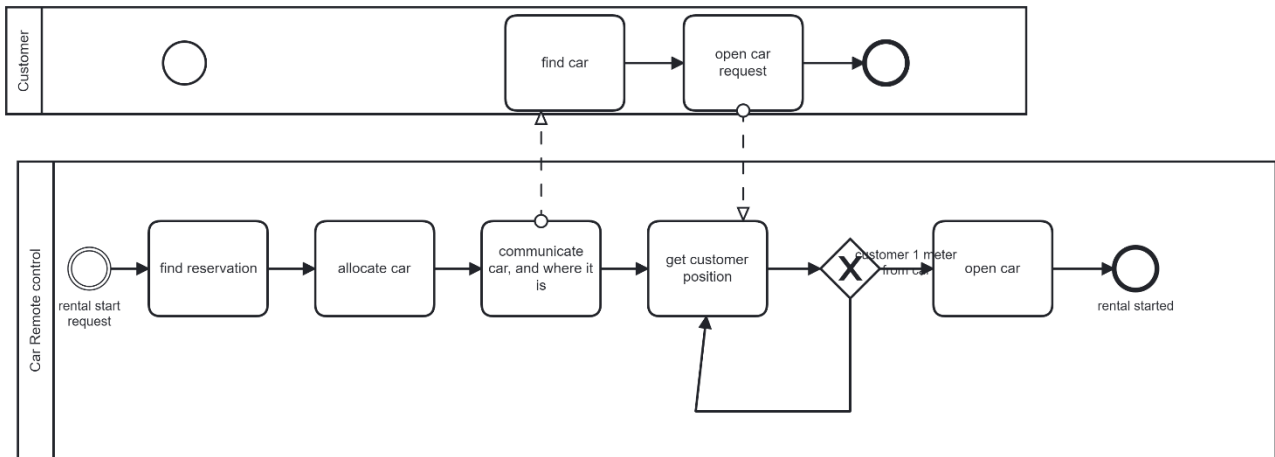 Customer
find car
open car
request
Car Remote control
rental start
request
find reservation
allocate car
communicate
car, and where it
is
get customer
position
X
customer 1 meter
from car
open car
rental started